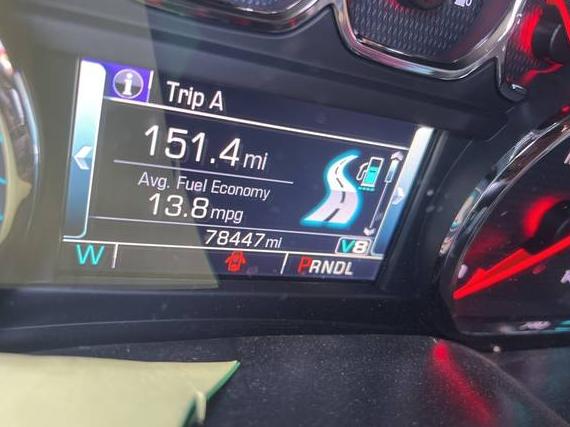 Trip A
151.4 mi
Avg. Fuel Economy
13.8 mpg
78447 mi V8
W PRNDL